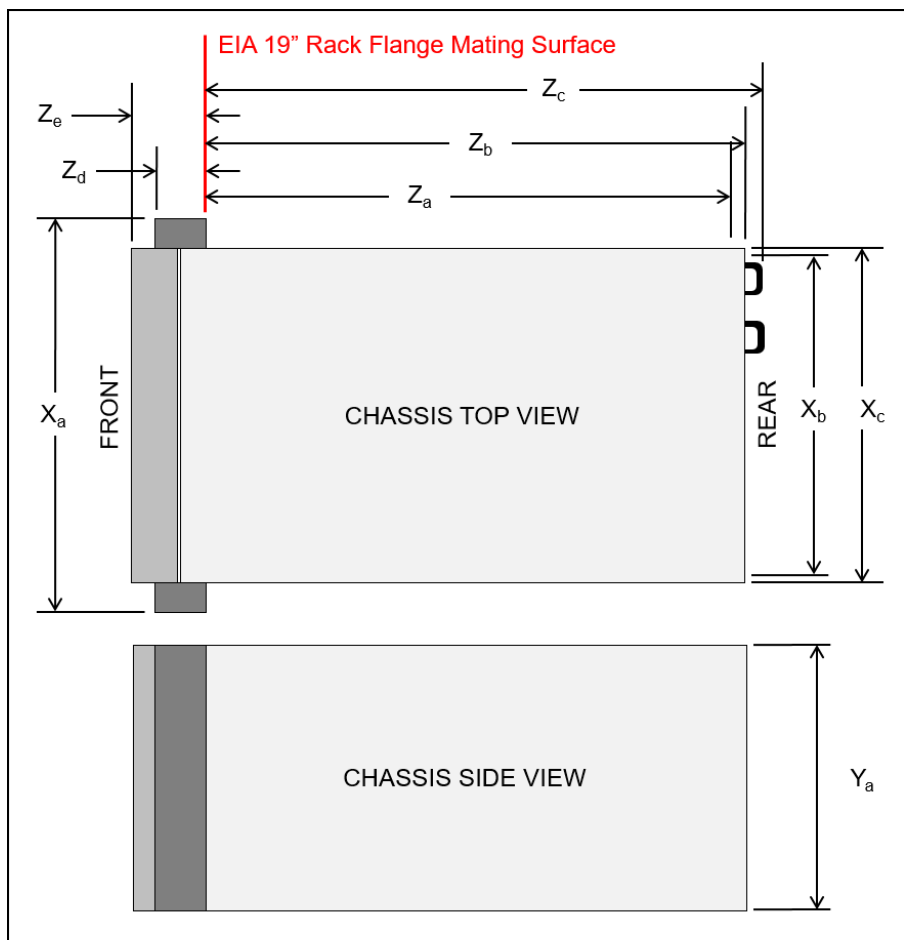 EIA 19” Rack Flange Mating Surface
Zc
Ze
Zb
Zd
Za
FRONT
Xa
CHASSIS TOP VIEW
REAR
Xb
Xc
CHASSIS SIDE VIEW
Ya